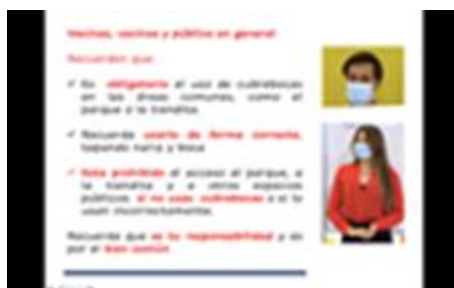 Vecinas, vecinos y público en general
Recuerden que:
✓ Es obligatorio el uso de cubrebocas
en las áreas comunes, como el
parque o la tiendita.
✓ Recuerda usarlo de forma correcta,
tapando nariz y boca
✓ Esta prohibido el acceso al parque, a
la tiendita y a otros espacios
públicos si no usas cubrebocas o si lo
usan incorrectamente.
Recuerda que es tu responsabilidad y es
por el bien común